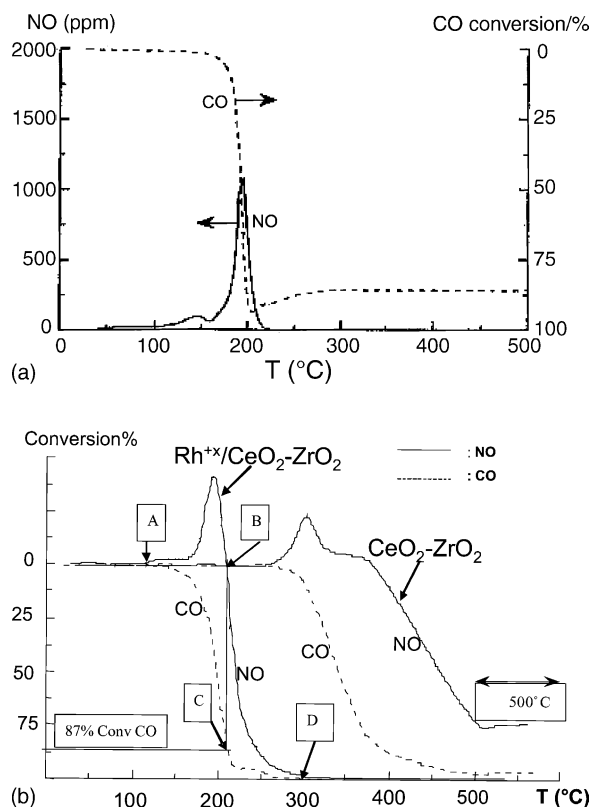 NO (ppm) CO conversion/%
2000 0
CO
1500 25
1000 50
NO
500 75
0 100
0 100 200 300 400 500
(a) T (°C)
Conversion%
Rh⁺ˣ/CeO₂-ZrO₂
: NO
: CO
A B
CeO₂-ZrO₂
0
CO
25
NO CO NO
50
C D 500°C
75
87% Conv CO
(b) 100 200 300 400 500 T (°C)